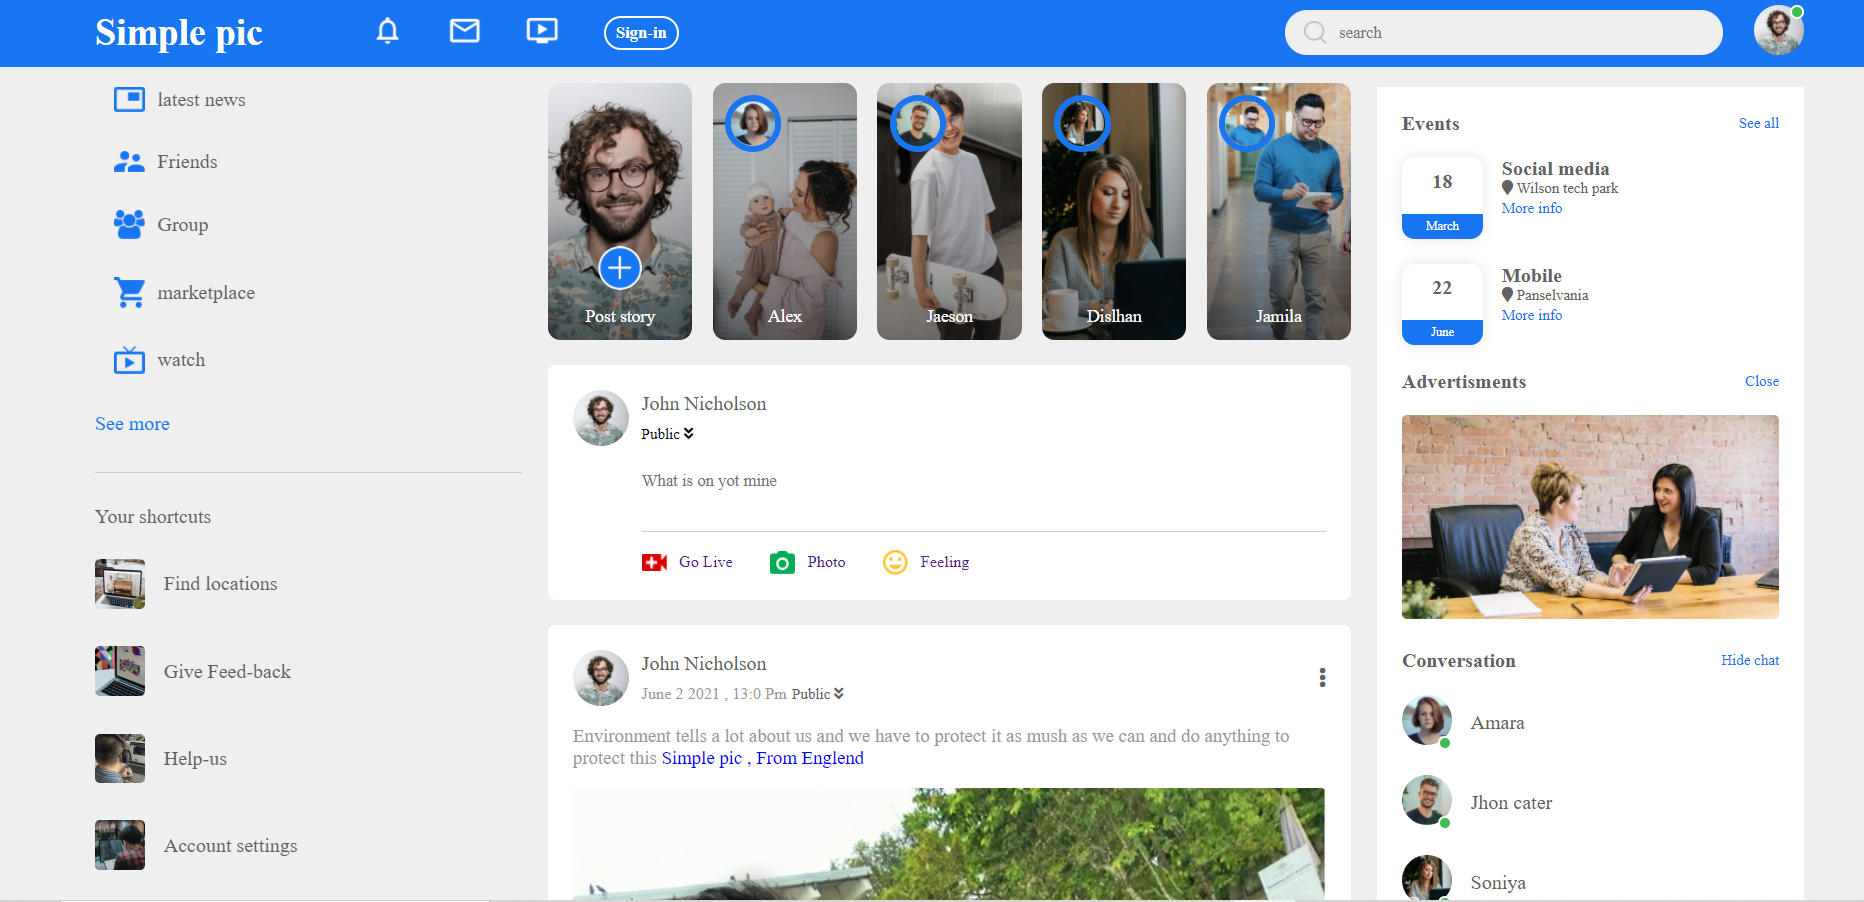 Simple pic
Sign-in
search
latest news
Friends
Group
marketplace
watch
See more
Your shortcuts
Find locations
Give Feed-back
Help-us
Account settings
Post story
Alex
Jaeson
Dislhan
Jamila
John Nicholson
Public
What is on yot mine
Go Live
Photo
Feeling
John Nicholson
June 2 2021 , 13:0 Pm Public
Environment tells a lot about us and we have to protect it as mush as we can and do anything to
protect this Simple pic , From Englend
Events
See all
18
March
Social media
Wilson tech park
More info
22
June
Mobile
Panselvania
More info
Advertisments
Close
Conversation
Hide chat
Amara
Jhon cater
Soniya